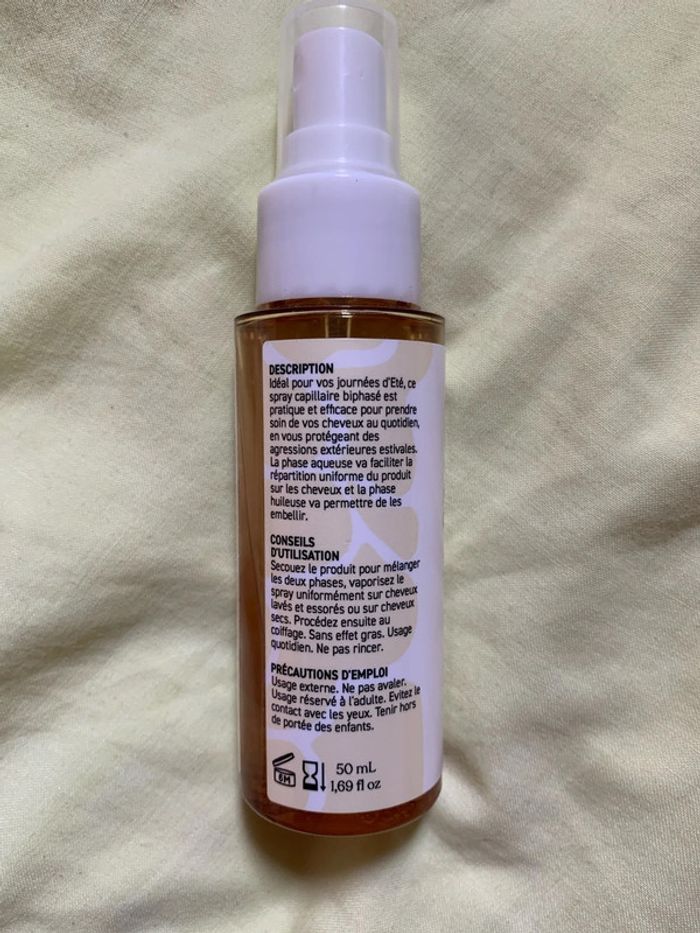 DESCRIPTION
Idéal pour vos journées d'Eté, ce
spray capillaire biphasé est
pratique et efficace pour prendre
soin de vos cheveux au quotidien,
en vous protégeant des
agressions extérieures estivales.
La phase aqueuse va faciliter la
répartition uniforme du produit
sur les cheveux et la phase
huileuse va permettre de les
embellir.
CONSEILS
D'UTILISATION
Secouez le produit pour mélanger
les deux phases, vaporisez le
spray uniformément sur cheveux
lavés et essorés ou sur cheveux
secs. Procédez ensuite au
coiffage. Sans effet gras. Usage
quotidien. Ne pas rincer.
PRÉCAUTIONS D'EMPLOI
Usage externe. Ne pas avaler.
Usage réservé à l'adulte. Evitez le
contact avec les yeux. Tenir hors
de portée des enfants.
6M
50 mL
1,69 fl oz